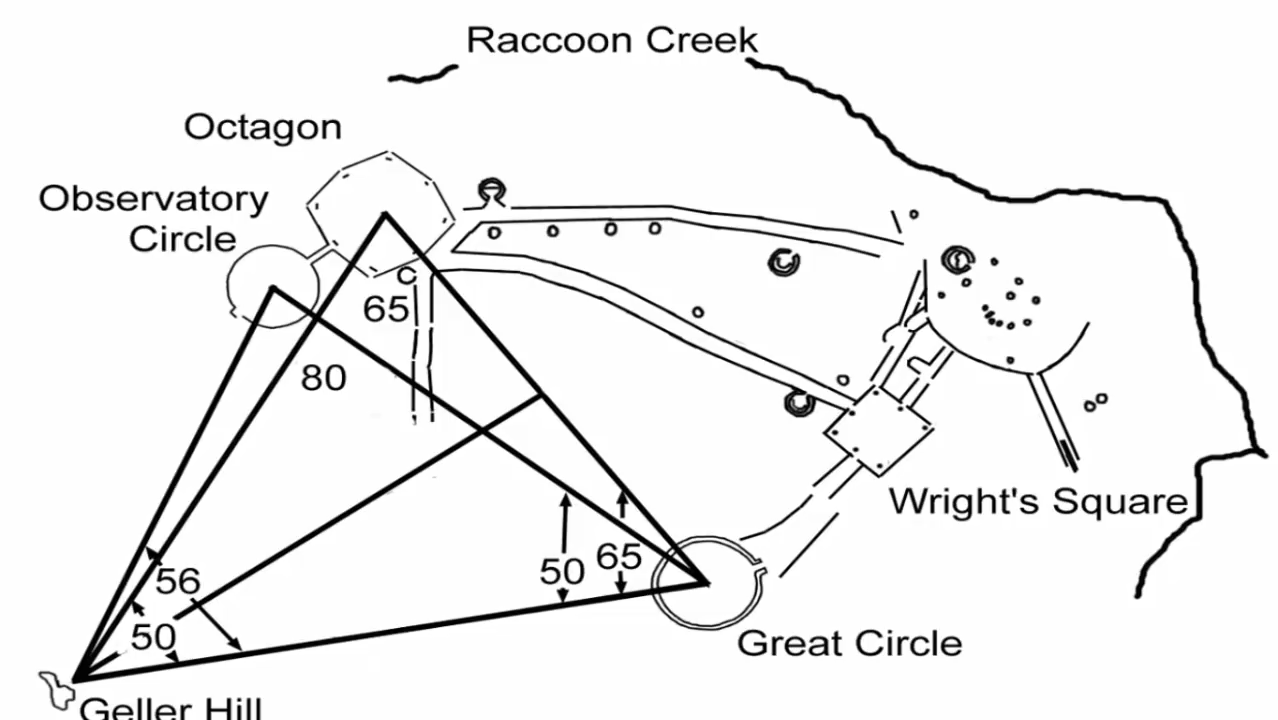 Raccoon Creek
Octagon
Observatory
Circle
65
80
Wright's Square
50
65
56
50
Great Circle
Geller Hill